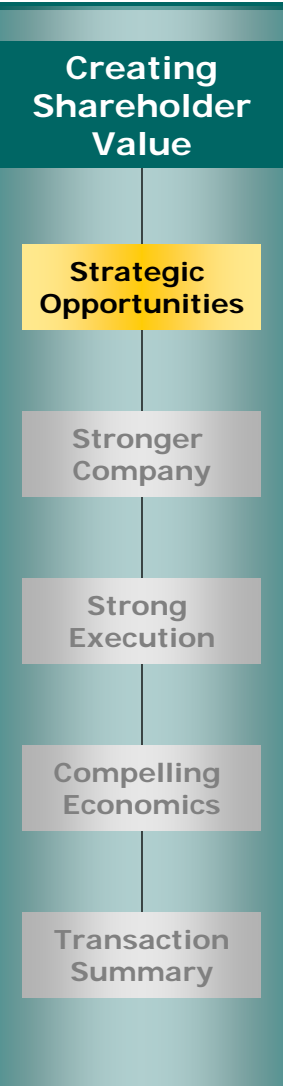 Creating
Shareholder
Value
Strategic
Opportunities
Stronger
Company
Strong
Execution
Compelling
Economics
Transaction
Summary